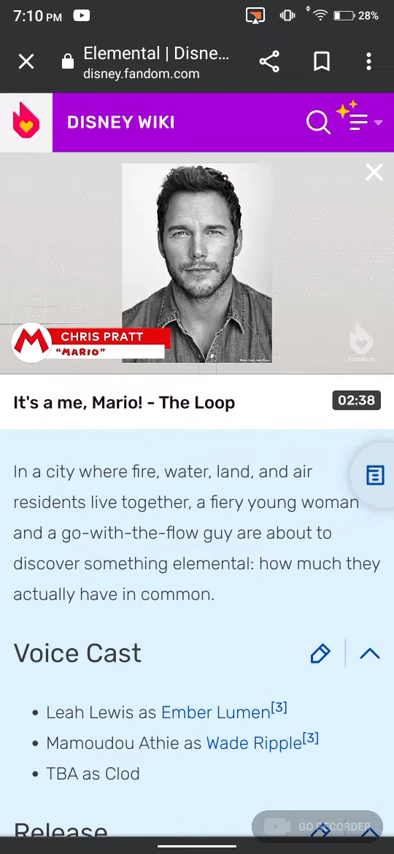 7:10 PM
28%
Elemental | Disne...
disney.fandom.com
DISNEY WIKI
CHRIS PRATT
"MARIO"
It's a me, Mario! - The Loop
02:38
In a city where fire, water, land, and air
residents live together, a fiery young woman
and a go-with-the-flow guy are about to
discover something elemental: how much they
actually have in common.
Voice Cast
• Leah Lewis as Ember Lumen[3]
• Mamoudou Athie as Wade Ripple[3]
• TBA as Clod
GO RECORDER
Release